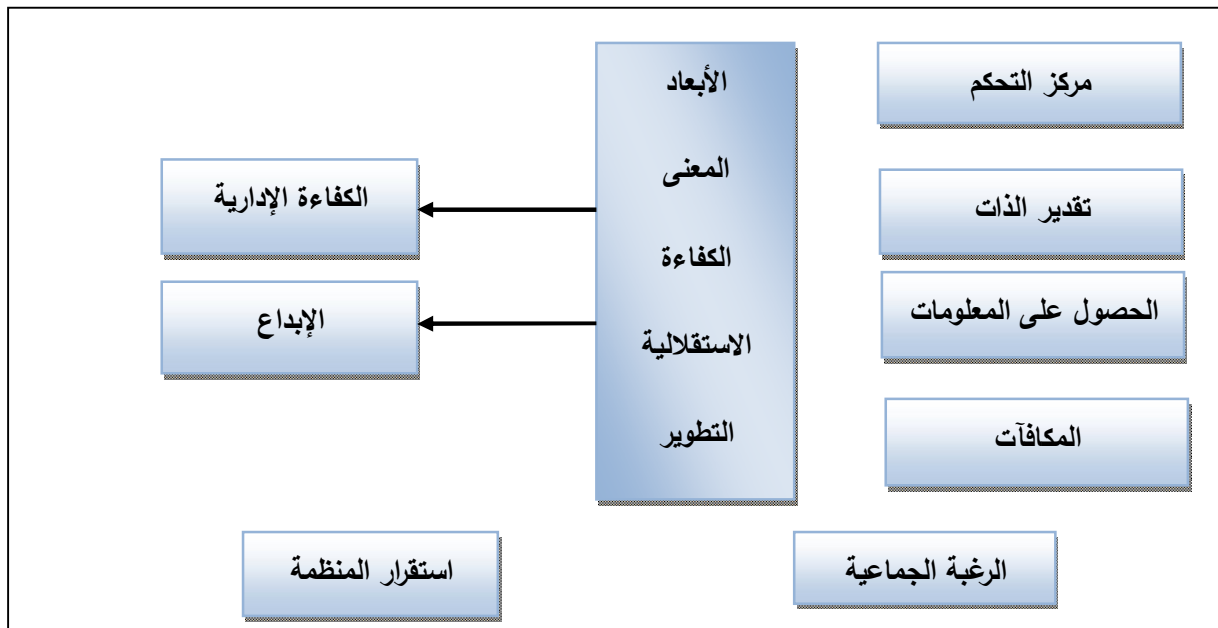 مركز التحكم
تقدير الذات
الحصول على المعلومات
المكافآت
الأبعاد
المعنى
الكفاءة
الاستقلالية
التطوير
الكفاءة الإدارية
الإبداع
الرغبة الجماعية
استقرار المنظمة